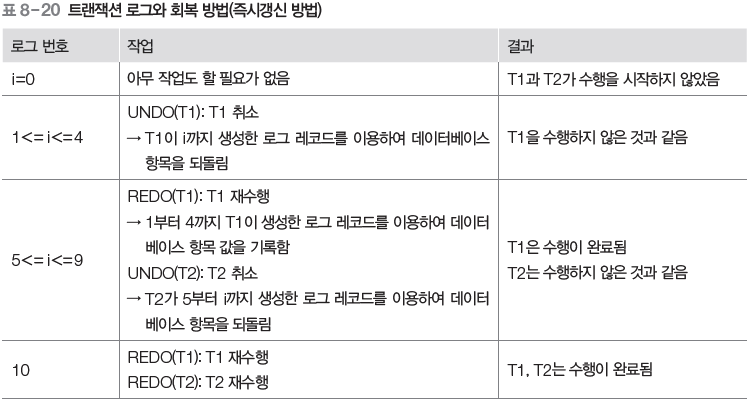 표 8-20 트랜잭션 로그와 회복 방법(즉시갱신 방법)
로그 번호 작업 결과
i=0 아무 작업도 할 필요가 없음 T1과 T2가 수행을 시작하지 않았음
UNDO(T1): T1 취소
1<=i<=4 → T1이 i까지 생성한 로그 레코드를 이용하여 데이터베이스 T1을 수행하지 않은 것과 같음
항목을 되돌림
REDO(T1): T1 재수행
→ 1부터 4까지 T1이 생성한 로그 레코드를 이용하여 데이터
베이스 항목 값을 기록함 T1은 수행이 완료됨
5<=i<=9 UNDO(T2): T2 취소 T2는 수행하지 않은 것과 같음
→ T2가 5부터 i까지 생성한 로그 레코드를 이용하여 데이터
베이스 항목을 되돌림
10 REDO(T1): T1 재수행 T1, T2는 수행이 완료됨
REDO(T2): T2 재수행